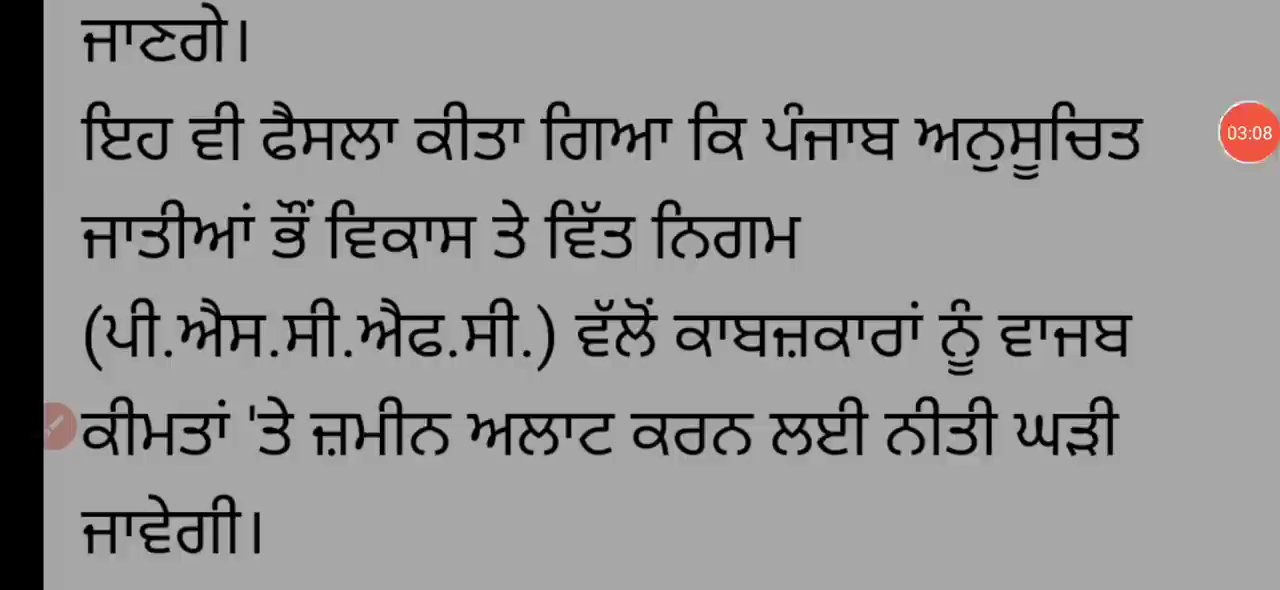 ਜਾਣਗੇ।
ਇਹ ਵੀ ਫੈਸਲਾ ਕੀਤਾ ਗਿਆ ਕਿ ਪੰਜਾਬ ਅਨੁਸੂਚਿਤ
03:08
ਜਾਤੀਆਂ ਭੌਂ ਵਿਕਾਸ ਤੇ ਵਿੱਤ ਨਿਗਮ
(ਪੀ.ਐਸ.ਸੀ.ਐਫ.ਸੀ.) ਵੱਲੋਂ ਕਾਬਜ਼ਕਾਰਾਂ ਨੂੰ ਵਾਜਬ
ਕੀਮਤਾਂ 'ਤੇ ਜ਼ਮੀਨ ਅਲਾਟ ਕਰਨ ਲਈ ਨੀਤੀ ਘੜੀ
ਜਾਵੇਗੀ।